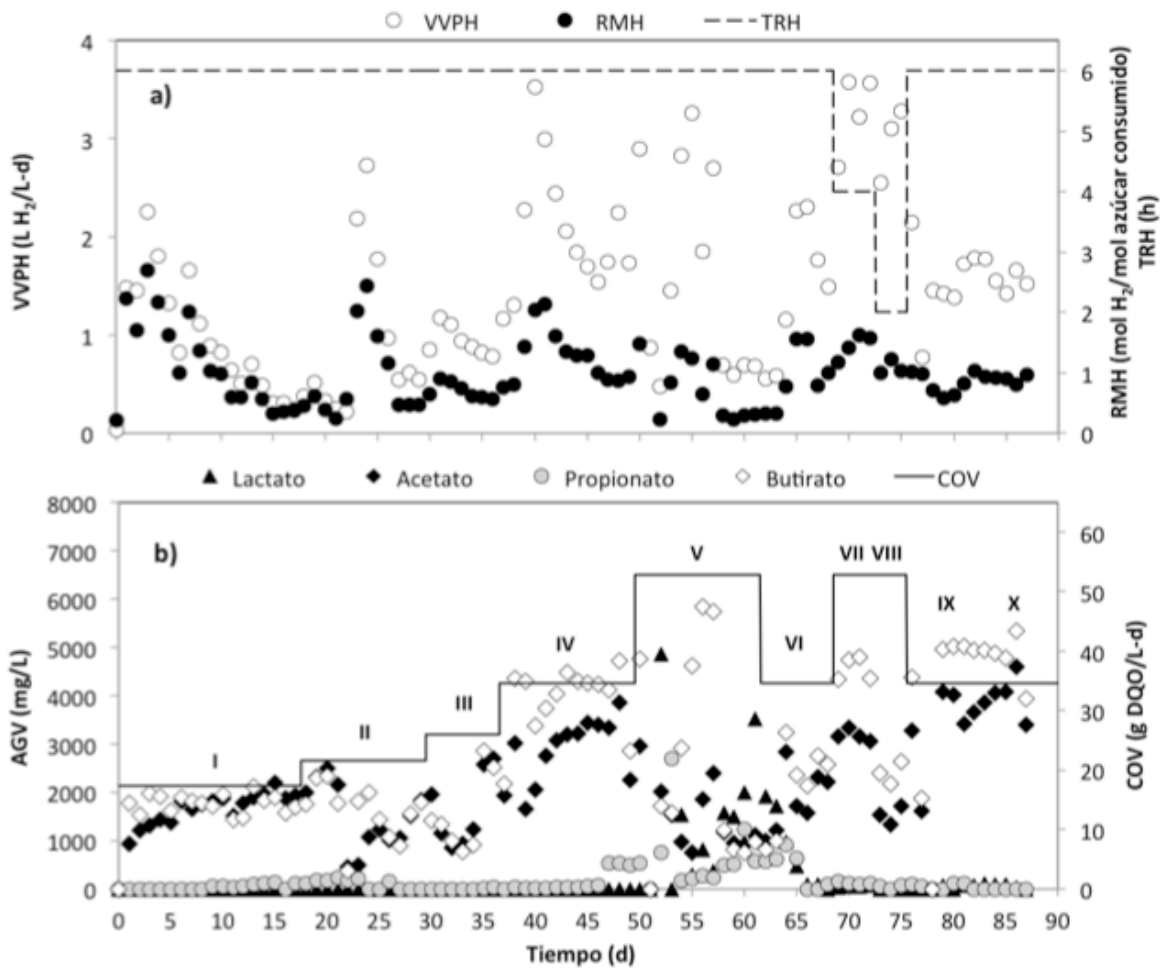 VVPH RMH TRH
a)
4
3
2
1
0
VVPH (L H₂/L-d)
6
5
4
3
2
1
0
RMH (mol H₂/mol azúcar consumido)
TRH (h)
Lactato Acetato Propionato Butirato COV
b)
8000
7000
6000
5000
4000
3000
2000
1000
0
AGV (mg/L)
I II III IV V VI VII VIII IX X
60
50
40
30
20
10
0
COV (g DQO/L-d)
0 5 10 15 20 25 30 35 40 45 50 55 60 65 70 75 80 85 90
Tiempo (d)